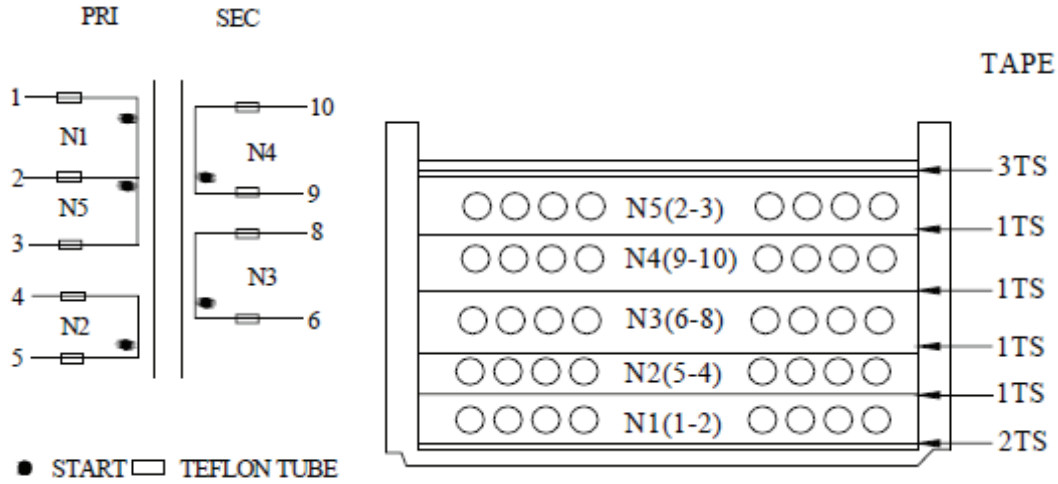 PRI SEC
TAPE
1
10
N1
N4
3TS
2
9
N5
N5(2-3)
1TS
3
8
N4(9-10)
1TS
4
N3
N3(6-8)
N2
6
1TS
5
N2(5-4)
1TS
N1(1-2)
2TS
START TEFLON TUBE